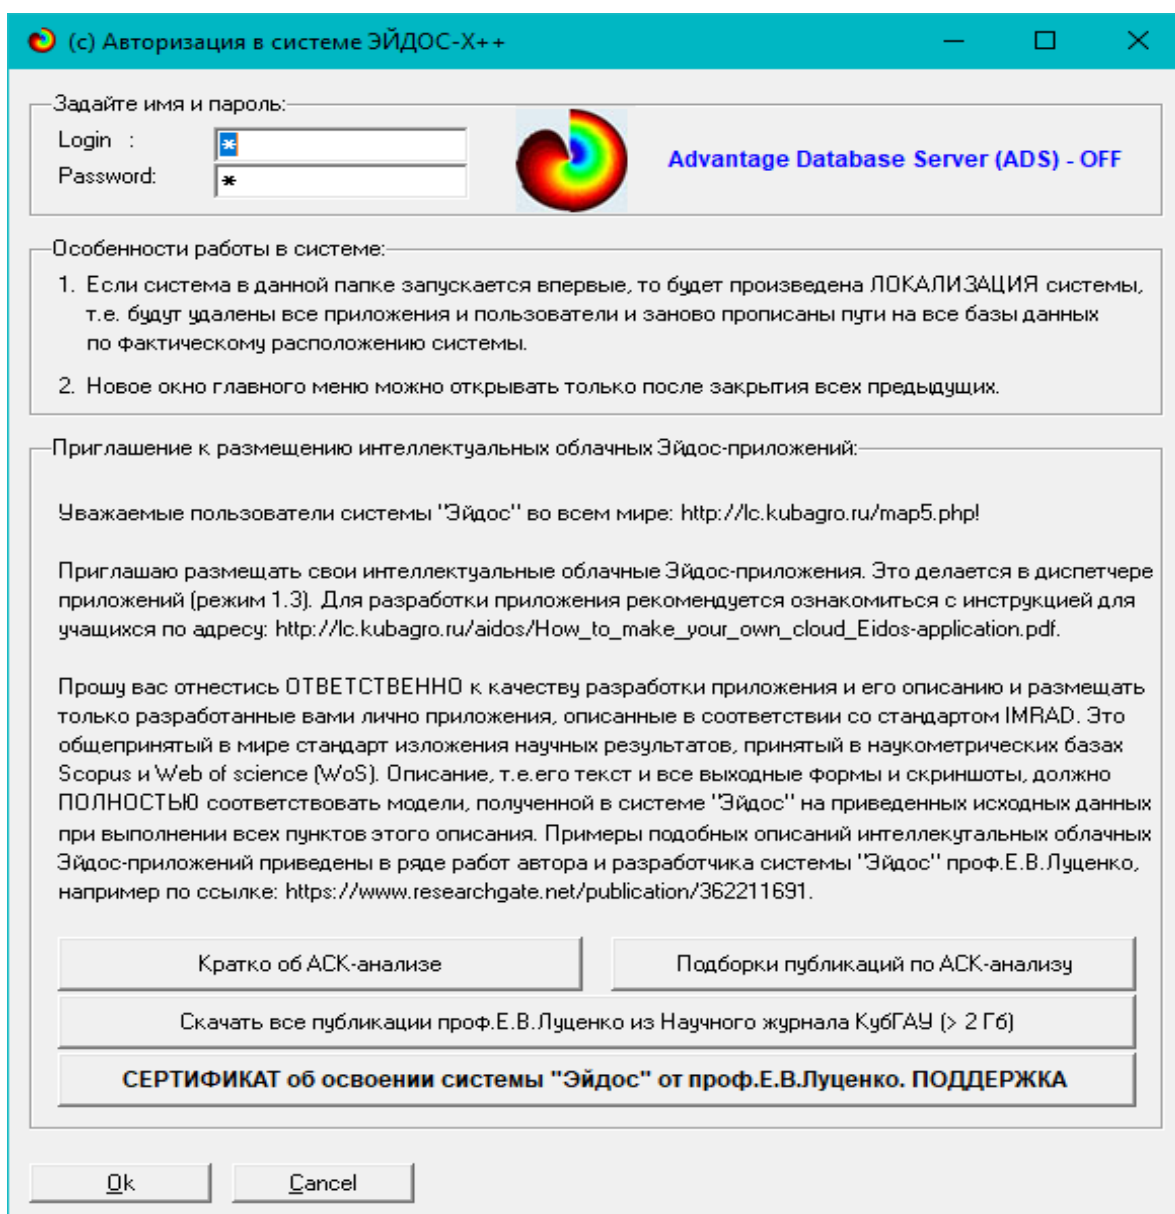 (c) Авторизация в системе ЭЙДОС-X++
Задайте имя и пароль:
Login :
*
Password:
*
Advantage Database Server (ADS) - OFF
Особенности работы в системе:
1. Если система в данной папке запускается впервые, то будет произведена ЛОКАЛИЗАЦИЯ системы,
т.е. будут удалены все приложения и пользователи и заново прописаны пути на все базы данных
по фактическому расположению системы.
2. Новое окно главного меню можно открывать только после закрытия всех предыдущих.
Приглашение к размещению интеллектуальных облачных Эйдос-приложений:
Уважаемые пользователи системы "Эйдос" во всем мире: http://lc.kubagro.ru/map5.php!
Приглашаю размещать свои интеллектуальные облачные Эйдос-приложения. Это делается в диспетчере
приложений (режим 1.3). Для разработки приложения рекомендуется ознакомиться с инструкцией для
учащихся по адресу: http://lc.kubagro.ru/aidos/How_to_make_your_own_cloud_Eidos-application.pdf.
Прошу вас отнестись ОТВЕТСТВЕННО к качеству разработки приложения и его описанию и размещать
только разработанные вами лично приложения, описанные в соответствии со стандартом IMRAD. Это
общепринятый в мире стандарт изложения научных результатов, принятый в наукометрических базах
Scopus и Web of science (WoS). Описание, т.е.его текст и все выходные формы и скриншоты, должно
ПОЛНОСТЬЮ соответствовать модели, полученной в системе "Эйдос" на приведенных исходных данных
при выполнении всех пунктов этого описания. Примеры подобных описаний интеллекутальных облачных
Эйдос-приложений приведены в ряде работ автора и разработчика системы "Эйдос" проф.Е.В.Луценко,
например по ссылке: https://www.researchgate.net/publication/362211691.
Кратко об АСК-анализе
Подборки публикаций по АСК-анализу
Скачать все публикации проф.Е.В.Луценко из Научного журнала КубГАУ (> 2 Гб)
СЕРТИФИКАТ об освоении системы "Эйдос" от проф.Е.В.Луценко. ПОДДЕРЖКА
Ok
Cancel